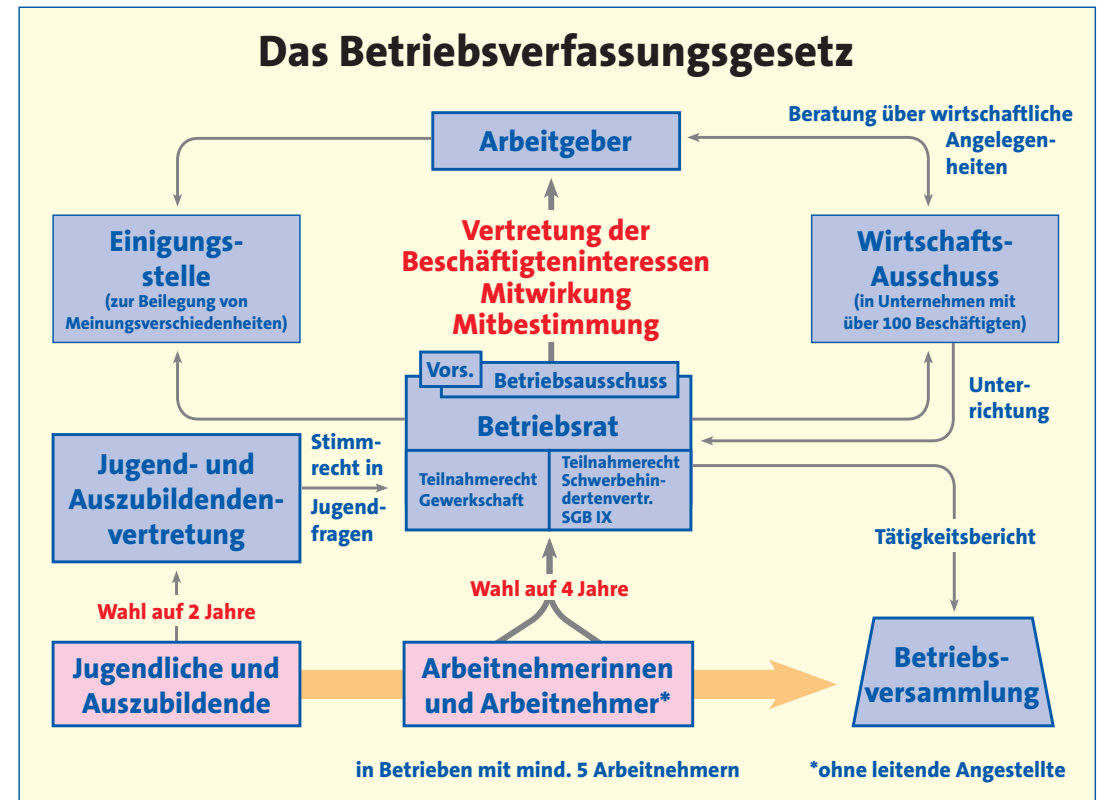 Das Betriebsverfassungsgesetz
Arbeitgeber
Beratung über wirtschaftliche
Angelegen-
heiten
Einigungs-
stelle
(zur Beilegung von
Meinungsverschiedenheiten)
Vertretung der
Beschäftigteninteressen
Mitwirkung
Mitbestimmung
Wirtschafts-
Ausschuss
(in Unternehmen mit
über 100 Beschäftigten)
Vors.
Betriebsausschuss
Betriebsrat
Unter-
richtung
Teilnahmerecht
Gewerkschaft
Teilnahmerecht
Schwerbehin-
dertenvertr.
SGB IX
Jugend- und
Auszubildenden-
vertretung
Stimm-
recht in
Jugend-
fragen
Tätigkeitsbericht
Wahl auf 2 Jahre
Wahl auf 4 Jahre
Jugendliche und
Auszubildende
Arbeitnehmerinnen
und Arbeitnehmer*
Betriebs-
versammlung
in Betrieben mit mind. 5 Arbeitnehmern
*ohne leitende Angestellte